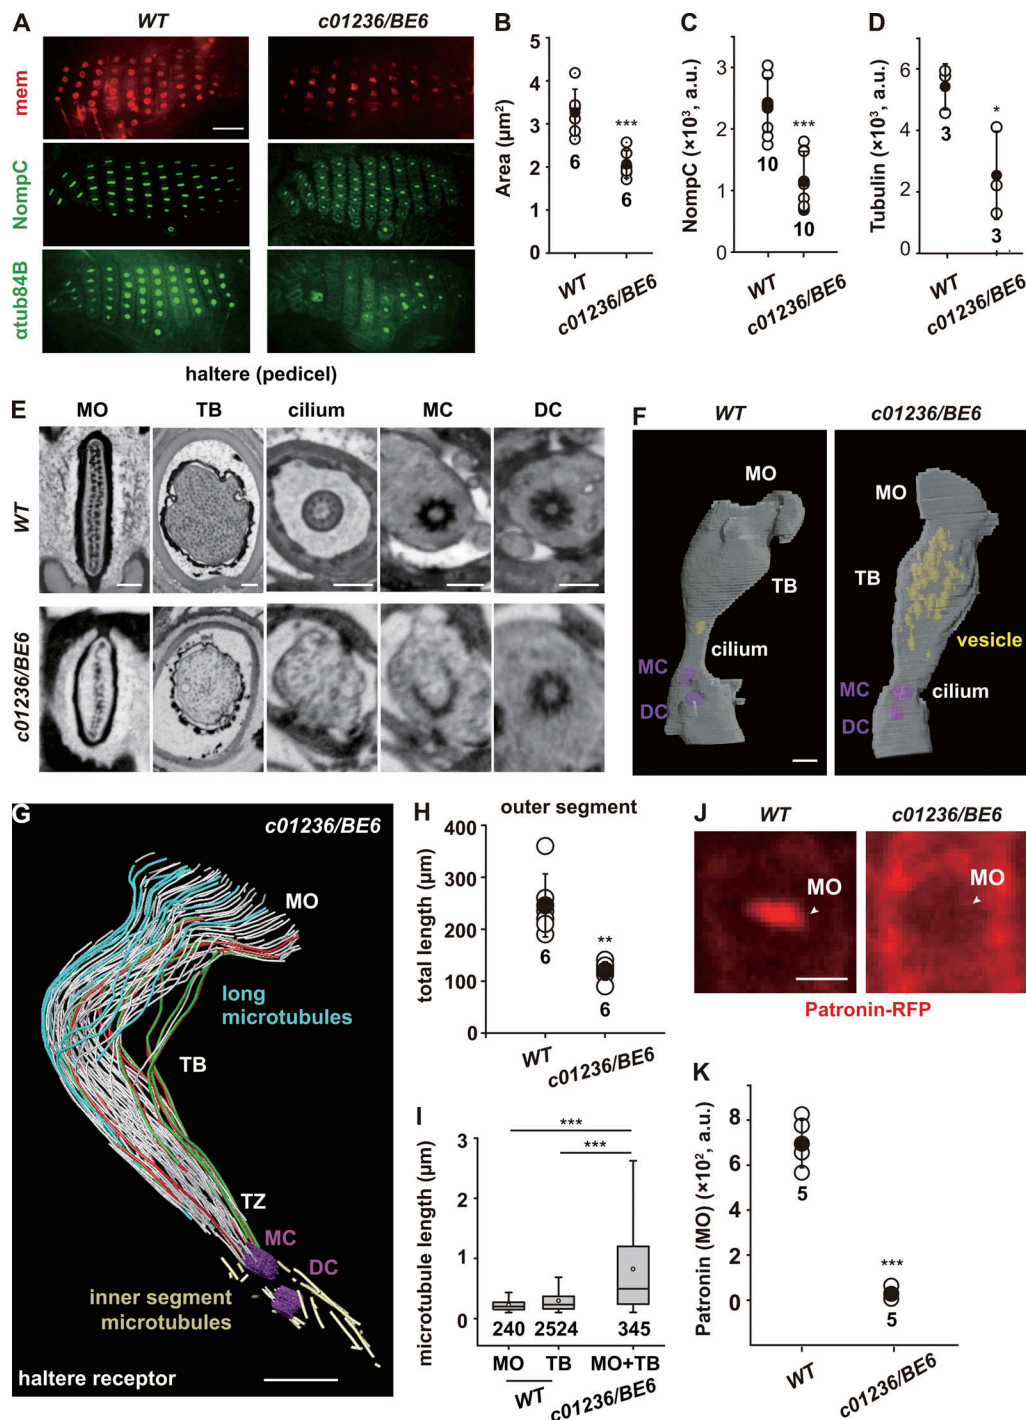 A
WT
c01236/BE6
mem
NompC
αtub84B
haltere (pedicel)
B
Area (μm²)
5
4
3
2
1
0
***
6
6
WT
c01236/BE6
C
NompC (×10³, a.u.)
3
2
1
0
***
10
10
WT
c01236/BE6
D
Tubulin (×10³, a.u.)
6
4
2
0
*
3
3
WT
c01236/BE6
E
MO
TB
cilium
MC
DC
WT
c01236/BE6
F
WT
c01236/BE6
MO
TB
cilium
MC
DC
MO
TB
vesicle
MC
cilium
DC
G
c01236/BE6
MO
long
microtubules
TB
TZ
MC
DC
inner segment
microtubules
haltere receptor
H
outer segment
total length (μm)
400
300
200
100
0
**
6
6
WT
c01236/BE6
I
microtubule length (μm)
3
2
1
0
***
***
240
2524
345
MO
TB
MO+TB
WT
c01236/BE6
J
WT
c01236/BE6
MO
MO
Patronin-RFP
K
Patronin (MO) (×10², a.u.)
8
6
4
2
0
5
***
5
WT
c01236/BE6